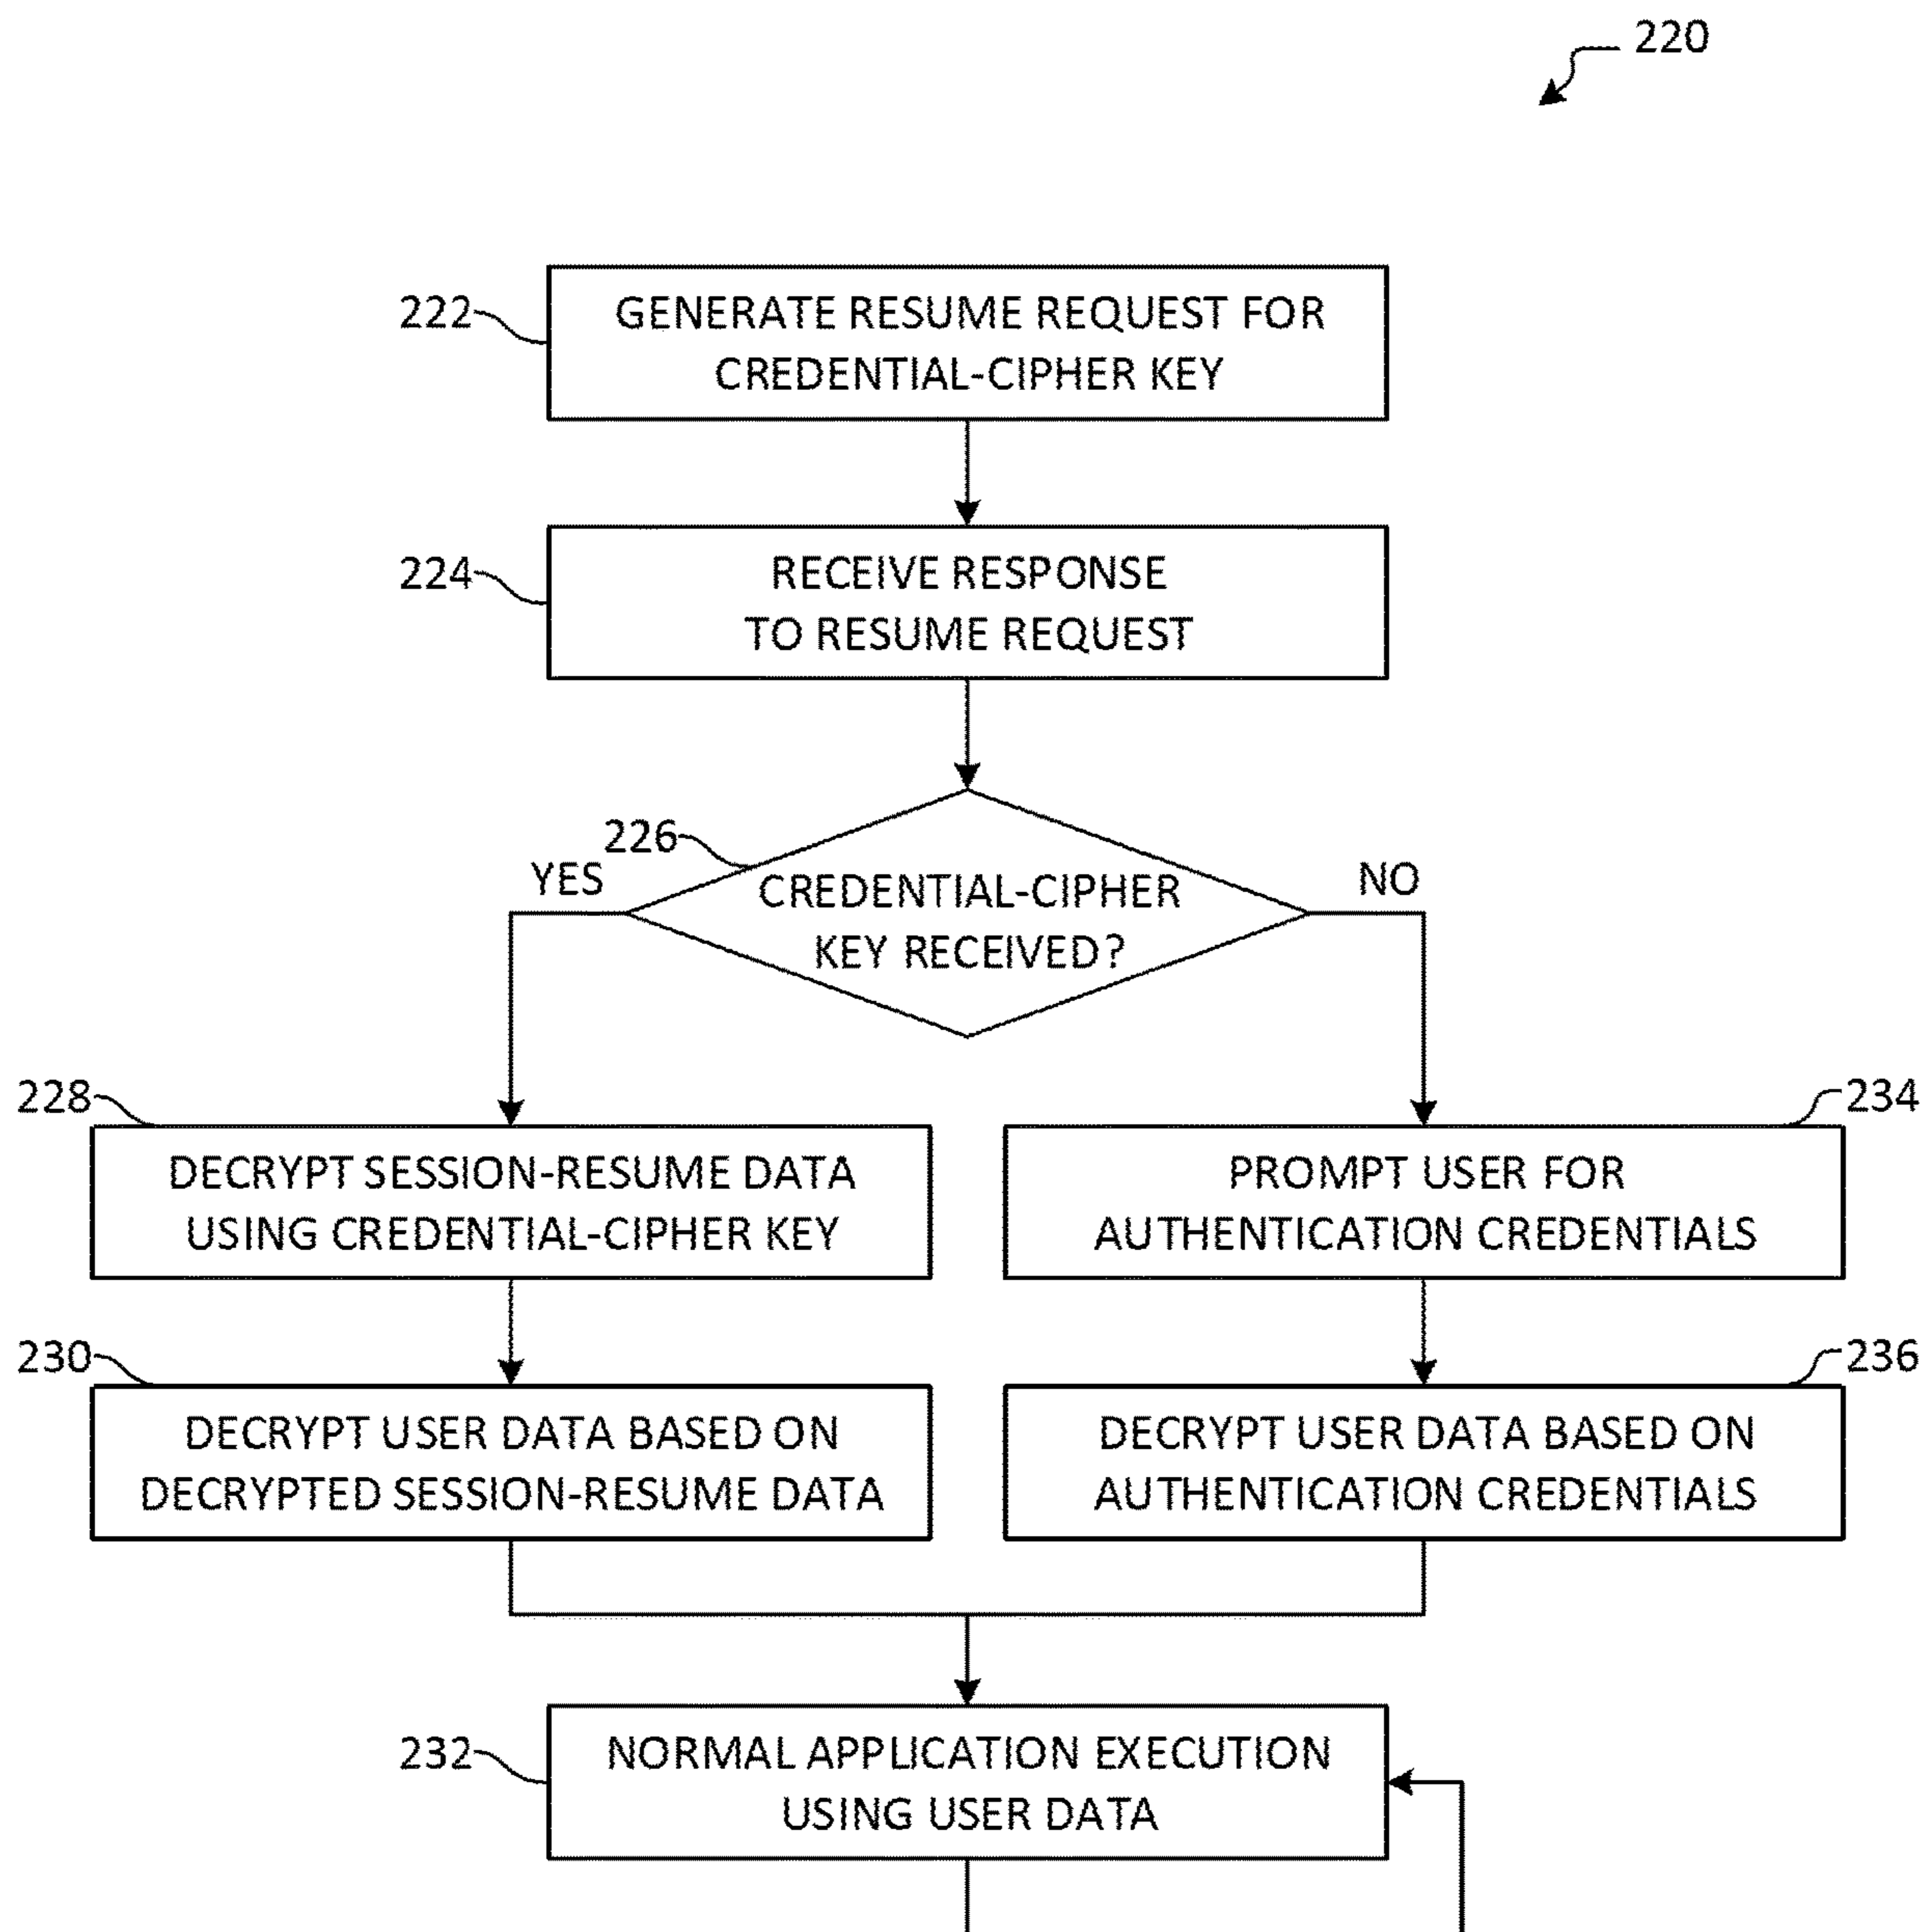 220
222
GENERATE RESUME REQUEST FOR
CREDENTIAL-CIPHER KEY
224
RECEIVE RESPONSE
TO RESUME REQUEST
226
YES
NO
CREDENTIAL-CIPHER
KEY RECEIVED?
228
234
DECRYPT SESSION-RESUME DATA
USING CREDENTIAL-CIPHER KEY
PROMPT USER FOR
AUTHENTICATION CREDENTIALS
230
236
DECRYPT USER DATA BASED ON
DECRYPTED SESSION-RESUME DATA
DECRYPT USER DATA BASED ON
AUTHENTICATION CREDENTIALS
232
NORMAL APPLICATION EXECUTION
USING USER DATA